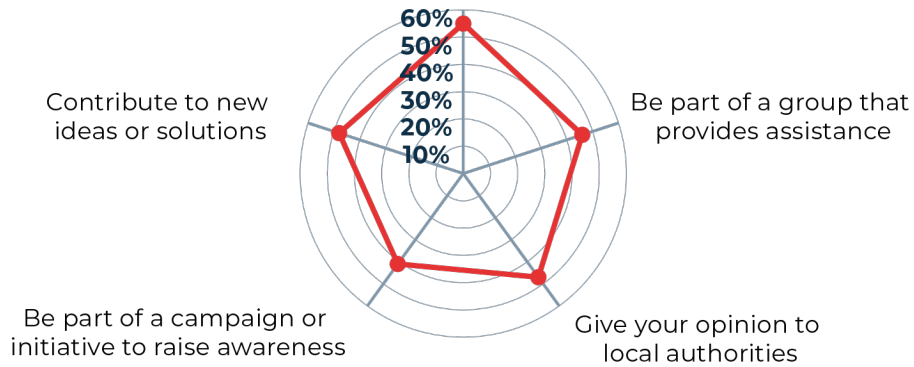 60%
50%
40%
30%
20%
10%
Contribute to new
ideas or solutions
Be part of a group that
provides assistance
Be part of a campaign or
initiative to raise awareness
Give your opinion to
local authorities